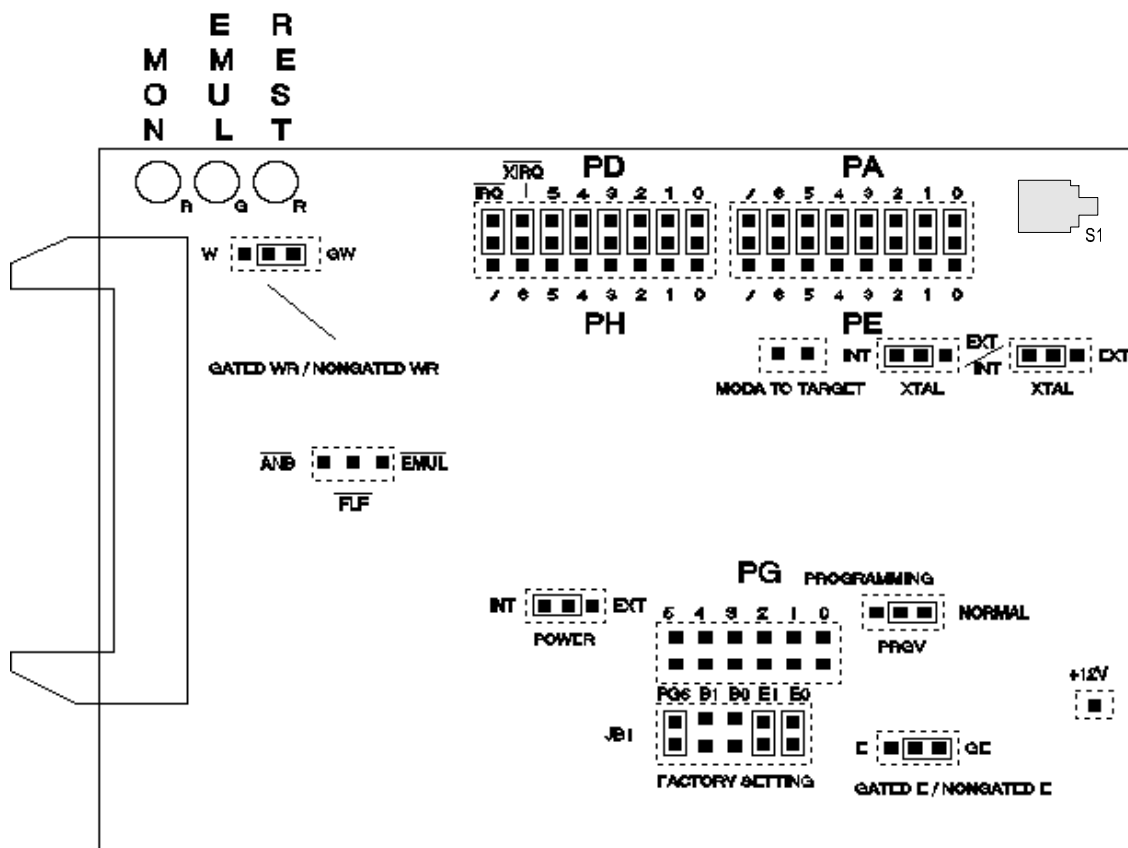 MON EMUL REST
R G R
PD PA
XIRQ
IRQ 5 4 3 2 1 0
7 6 5 4 3 2 1 0
S1
W GW
7 6 5 4 3 2 1 0
7 6 5 4 3 2 1 0
PH PE
GATED WR / NONGATED WR
INT EXT / INT EXT
MODA TO TARGET XTAL XTAL
ANB EMUL
FLF
PG PROGRAMMING
INT EXT
POWER
5 4 3 2 1 0
NORMAL
PRGV
+12V
PG6 B1 B0 E1 E0
JB1
E GE
FACTORY SETTING
GATED E / NONGATED E